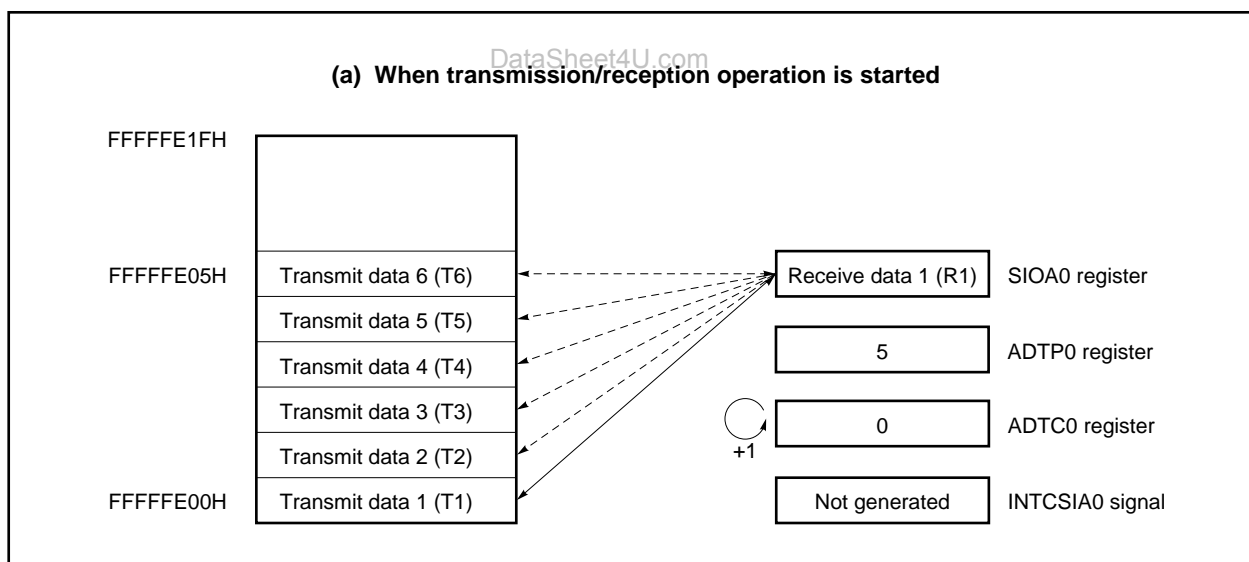 DataSheet4U.com
(a) When transmission/reception operation is started
FFFFFE1FH
FFFFFE05H
Transmit data 6 (T6)
Receive data 1 (R1)
SIOA0 register
Transmit data 5 (T5)
5
ADTP0 register
Transmit data 4 (T4)
Transmit data 3 (T3)
0
ADTC0 register
+1
Transmit data 2 (T2)
FFFFFE00H
Transmit data 1 (T1)
Not generated
INTCSIA0 signal